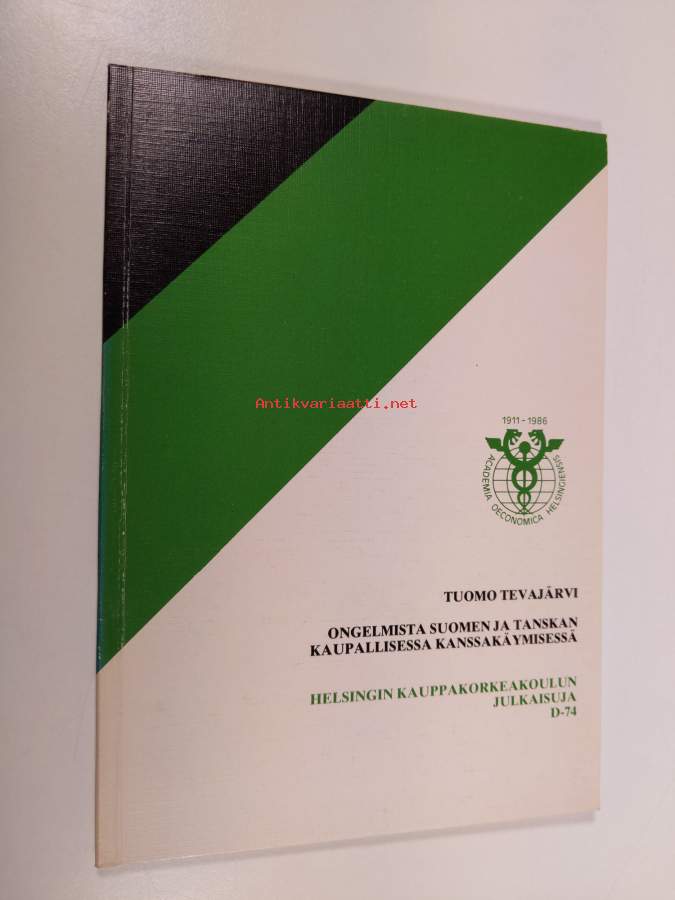 Antikvariaatti.net
1911-1986
ACADEMIA OECONOMICA HELSINGIENSIS
TUOMO TEVAJÄRVI
ONGELMISTA SUOMEN JA TANSKAN
KAUPALLISESSA KANSSAKÄYMISESSÄ
HELSINGIN KAUPPAKORKEAKOULUN
JULKAISUJA
D-74